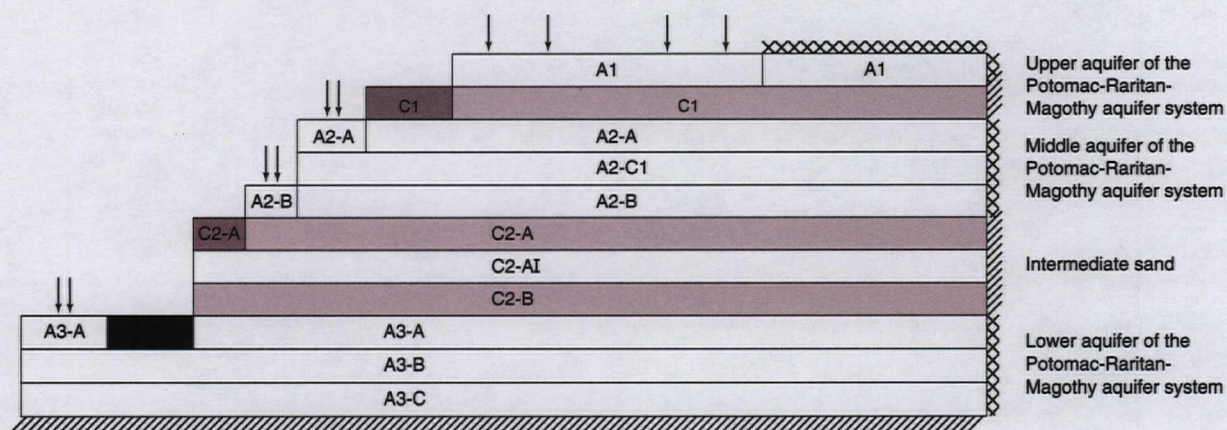 A1 A1
Upper aquifer of the
Potomac-Raritan-
Magothy aquifer system
C1 C1
A2-A A2-A
A2-C1
A2-B A2-B
Middle aquifer of the
Potomac-Raritan-
Magothy aquifer system
C2-A C2-A
C2-AI
Intermediate sand
C2-B
A3-A A3-A
A3-B
A3-C
Lower aquifer of the
Potomac-Raritan-
Magothy aquifer system